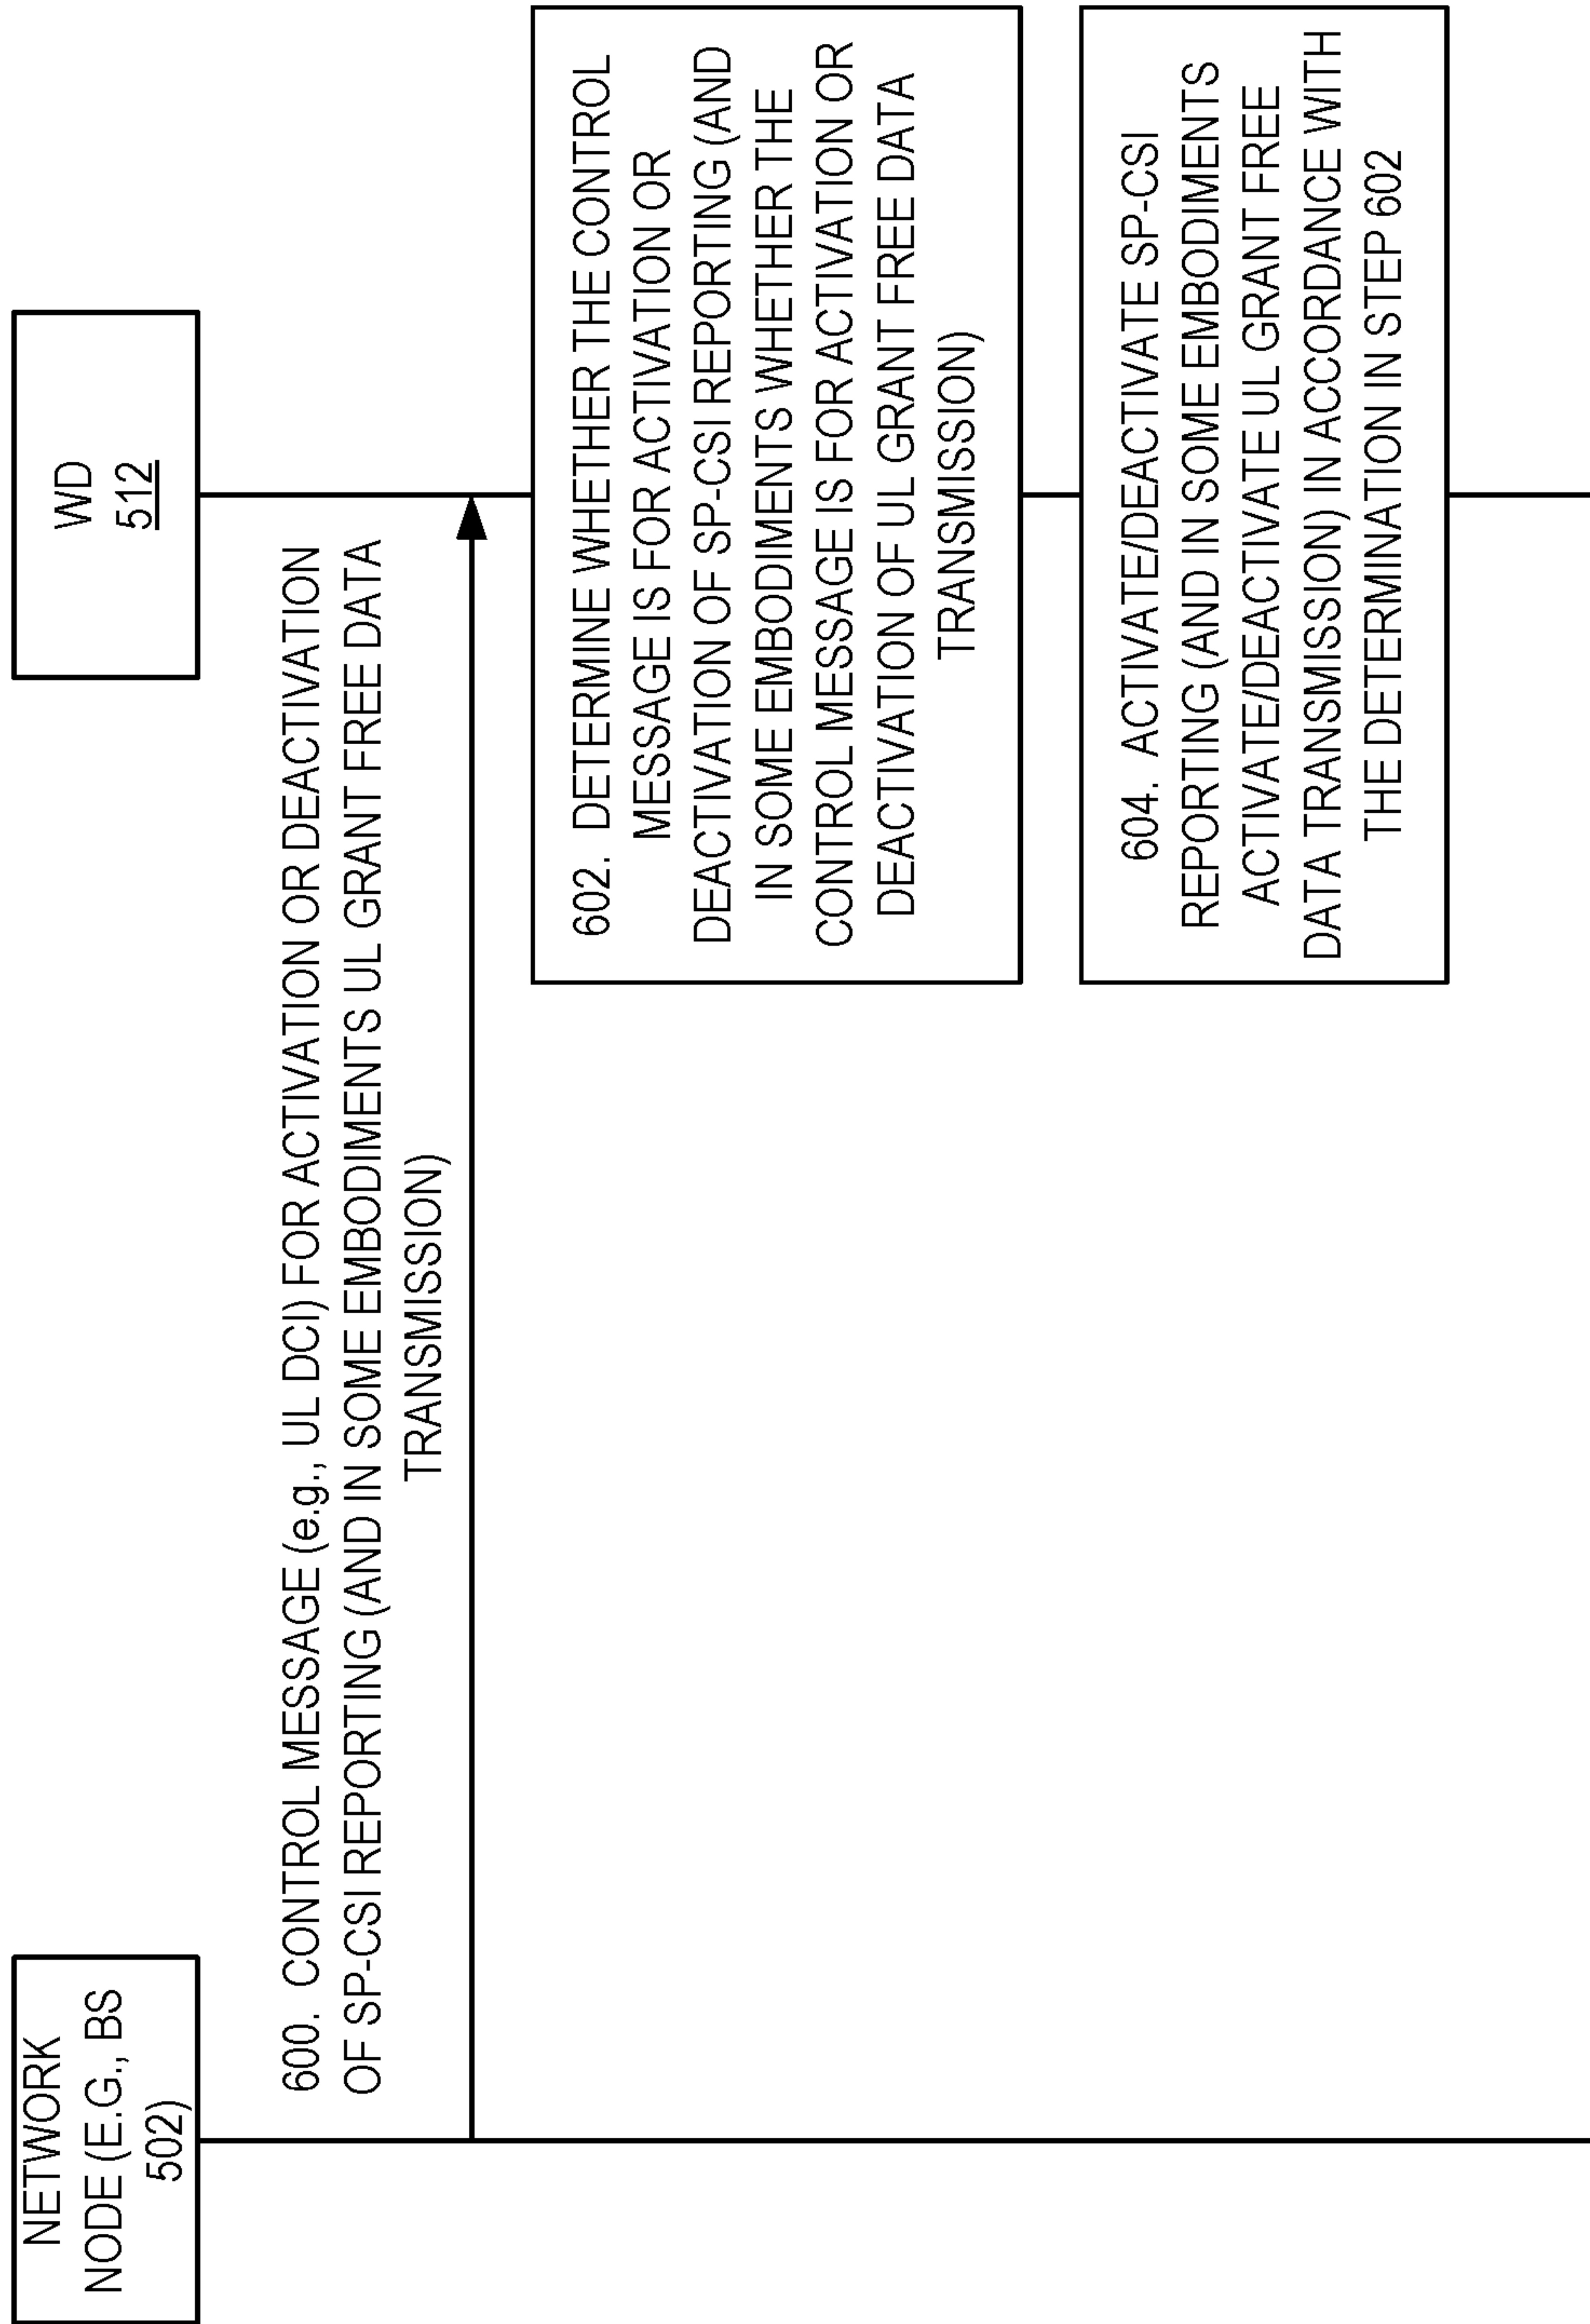 NETWORK
NODE (E.G., BS
502)
WD
512
600. CONTROL MESSAGE (e.g., UL DCI) FOR ACTIVATION OR DEACTIVATION
OF SP-CSI REPORTING (AND IN SOME EMBODIMENTS UL GRANT FREE DATA
TRANSMISSION)
602. DETERMINE WHETHER THE CONTROL
MESSAGE IS FOR ACTIVATION OR
DEACTIVATION OF SP-CSI REPORTING (AND
IN SOME EMBODIMENTS WHETHER THE
CONTROL MESSAGE IS FOR ACTIVATION OR
DEACTIVATION OF UL GRANT FREE DATA
TRANSMISSION)
604. ACTIVATE/DEACTIVATE SP-CSI
REPORTING (AND IN SOME EMBODIMENTS
ACTIVATE/DEACTIVATE UL GRANT FREE
DATA TRANSMISSION) IN ACCORDANCE WITH
THE DETERMINATION IN STEP 602